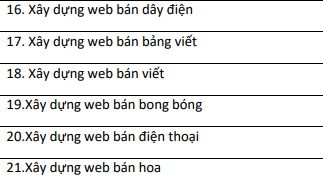 16. Xây dựng web bán dây điện
17. Xây dựng web bán bảng viết
18. Xây dựng web bán viết
19.Xây dựng web bán bong bóng
20.Xây dựng web bán điện thoại
21.Xây dựng web bán hoa